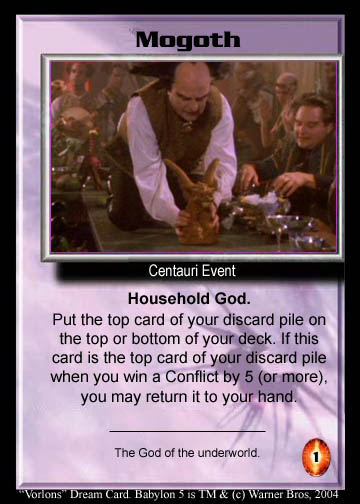 Mogoth
Centauri Event
Household God.
Put the top card of your discard pile on
the top or bottom of your deck. If this
card is the top card of your discard pile
when you win a Conflict by 5 (or more),
you may return it to your hand.
The God of the underworld.
1
"Vorlons" Dream Card. Babylon 5 is TM & (c) Warner Bros, 2004